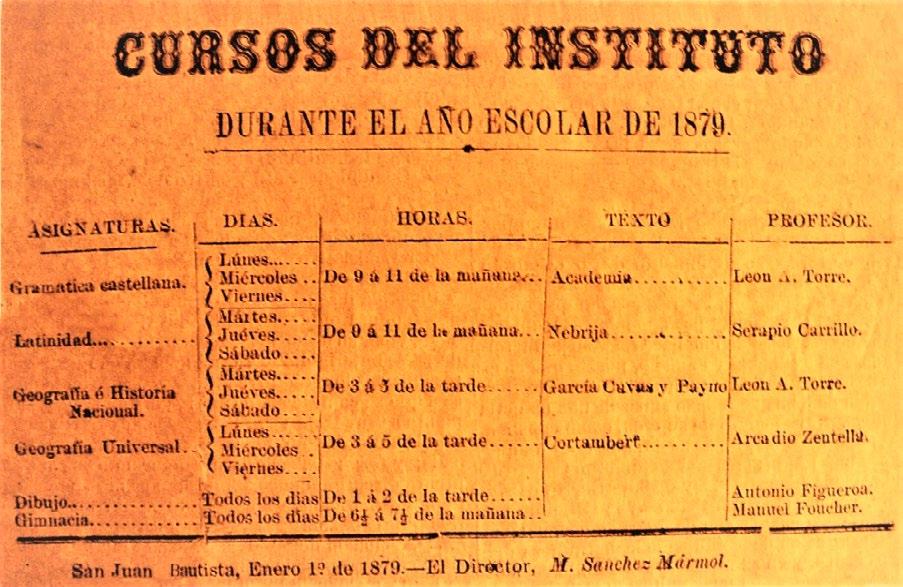 CURSOS DEL INSTITUTO
DURANTE EL AÑO ESCOLAR DE 1879.
ASIGNATURAS. DIAS. HORAS. TEXTO PROFESOR.
Gramatica castellana. Lúnes.... Miércoles .. Viernes.... De 9 á 11 de la mañana... Academia.......... Leon A. Torre.
Latinidad............ Mártes..... Juéves..... Sábado .... De 9 á 11 de la mañana... Nebrija............ Serapio Carrillo.
Geografía é Historia Nacional. Mártes..... Juéves..... Sábado .... De 3 á 5 de la tarde...... García Cuvas y Payno Leon A. Torre.
Geografia Universal.. Lúnes..... Miércoles .. Viernes.... De 3 á 5 de la tarde...... Cortambert......... Arcadio Zentella.
Dibujo............... Todos los dias De 1 á 2 de la tarde...... Antonio Figueroa.
Gimnacia............. Todos los dias De 6½ á 7½ de la mañana.. Manuel Foucher.
San Juan Bautista, Enero 1º de 1879.—El Director, M. Sanchez Mármol.